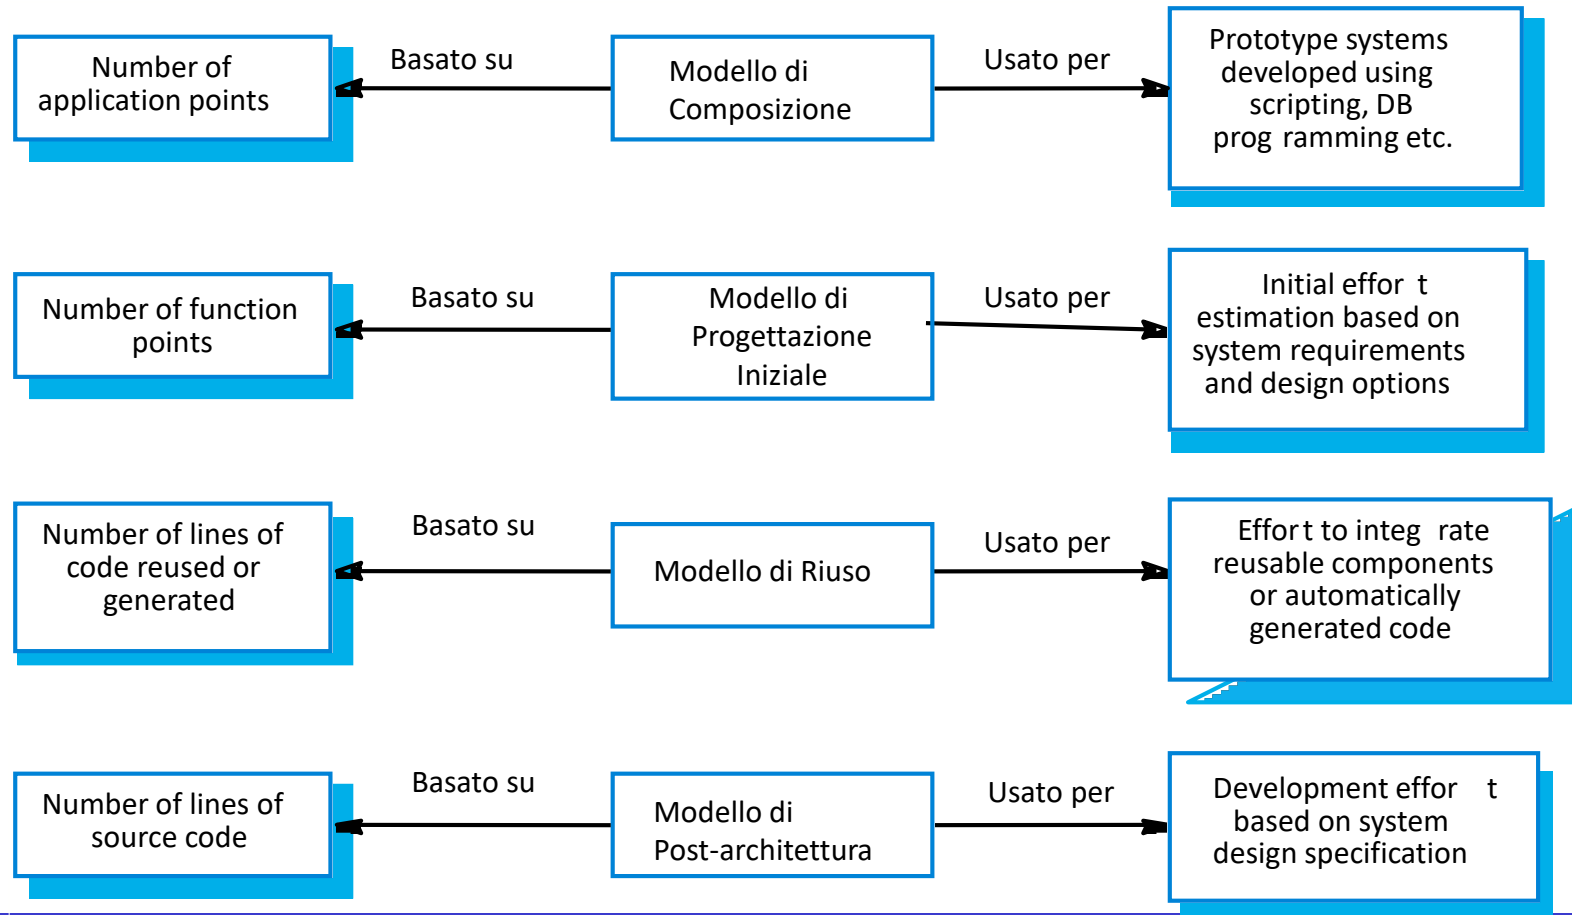 Number of
application points
Basato su
Modello di
Composizione
Usato per
Prototype systems
developed using
scripting, DB
prog ramming etc.
Number of function
points
Basato su
Modello di
Progettazione
Iniziale
Usato per
Initial effor t
estimation based on
system requirements
and design options
Number of lines of
code reused or
generated
Basato su
Modello di Riuso
Usato per
Effor t to integ rate
reusable components
or automatically
generated code
Number of lines of
source code
Basato su
Modello di
Post-architettura
Usato per
Development effor t
based on system
design specification